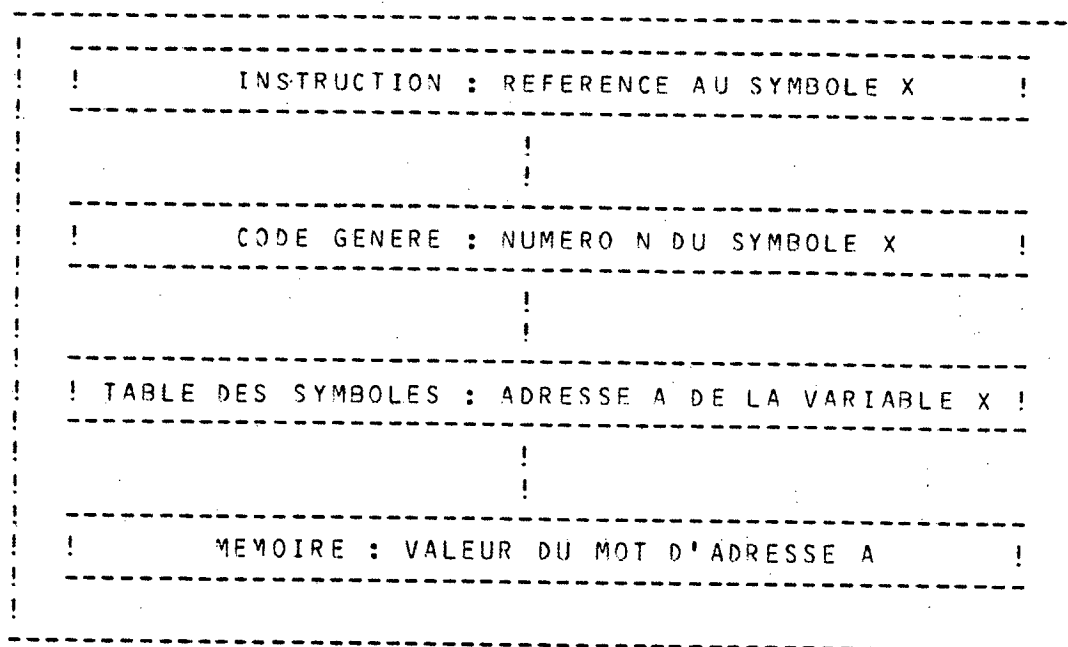 INSTRUCTION : REFERENCE AU SYMBOLE X
CODE GENERE : NUMERO N DU SYMBOLE X
TABLE DES SYMBOLES : ADRESSE A DE LA VARIABLE X
MEMOIRE : VALEUR DU MOT D'ADRESSE A